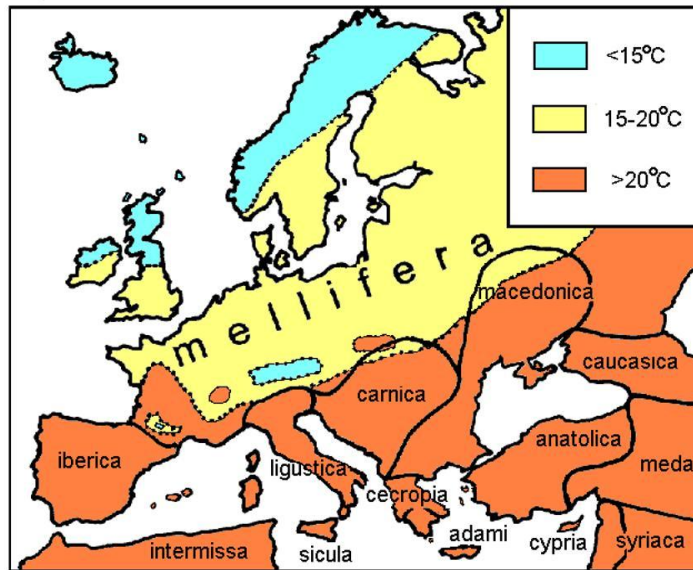 <15°C
15-20°C
>20°C
mellifera
macedonica
caucasica
carnica
anatolica
iberica
ligustica
meda
cecropia
adami
cypria
syriaca
intermissa
sicula